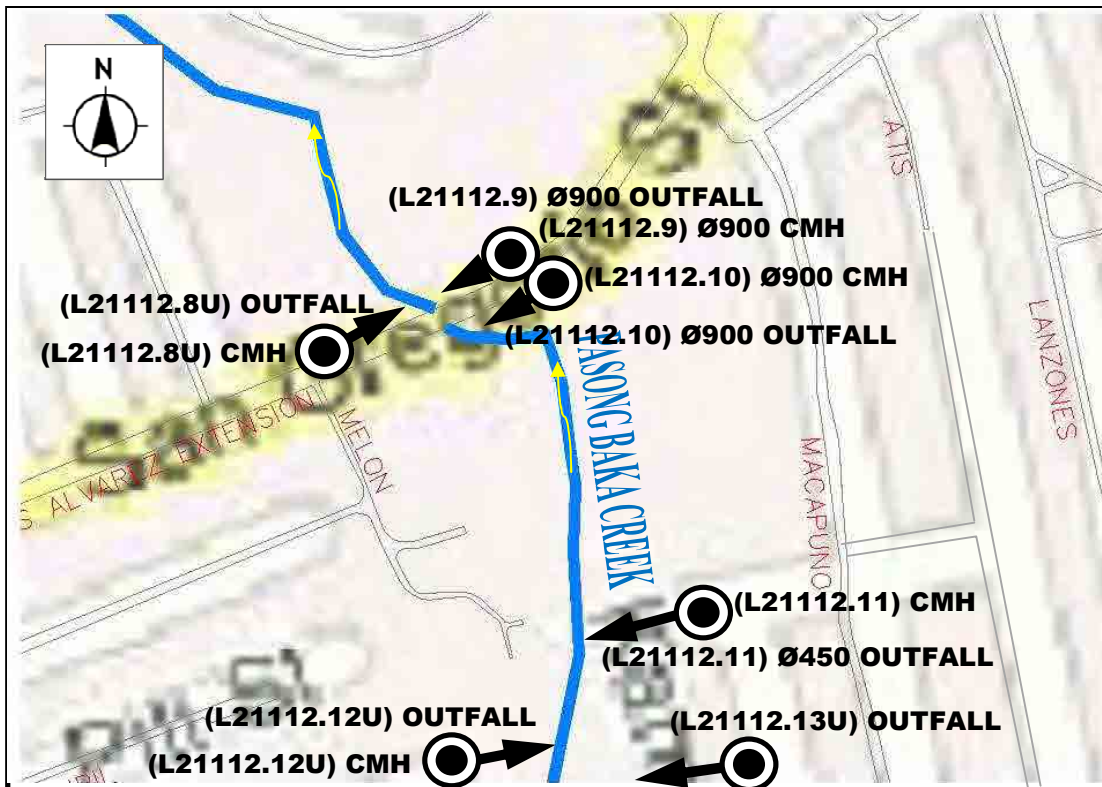 N
ATIS
(L21112.9) Ø900 OUTFALL
(L21112.9) Ø900 CMH
(L21112.10) Ø900 CMH
(L21112.8U) OUTFALL
(L21112.10) Ø900 OUTFALL
(L21112.8U) CMH
LANZONES
PASONG BAKA CREEK
S ALVAREZ EXTENSION
MELON
MACAPUNO
(L21112.11) CMH
(L21112.11) Ø450 OUTFALL
(L21112.12U) OUTFALL
(L21112.13U) OUTFALL
(L21112.12U) CMH